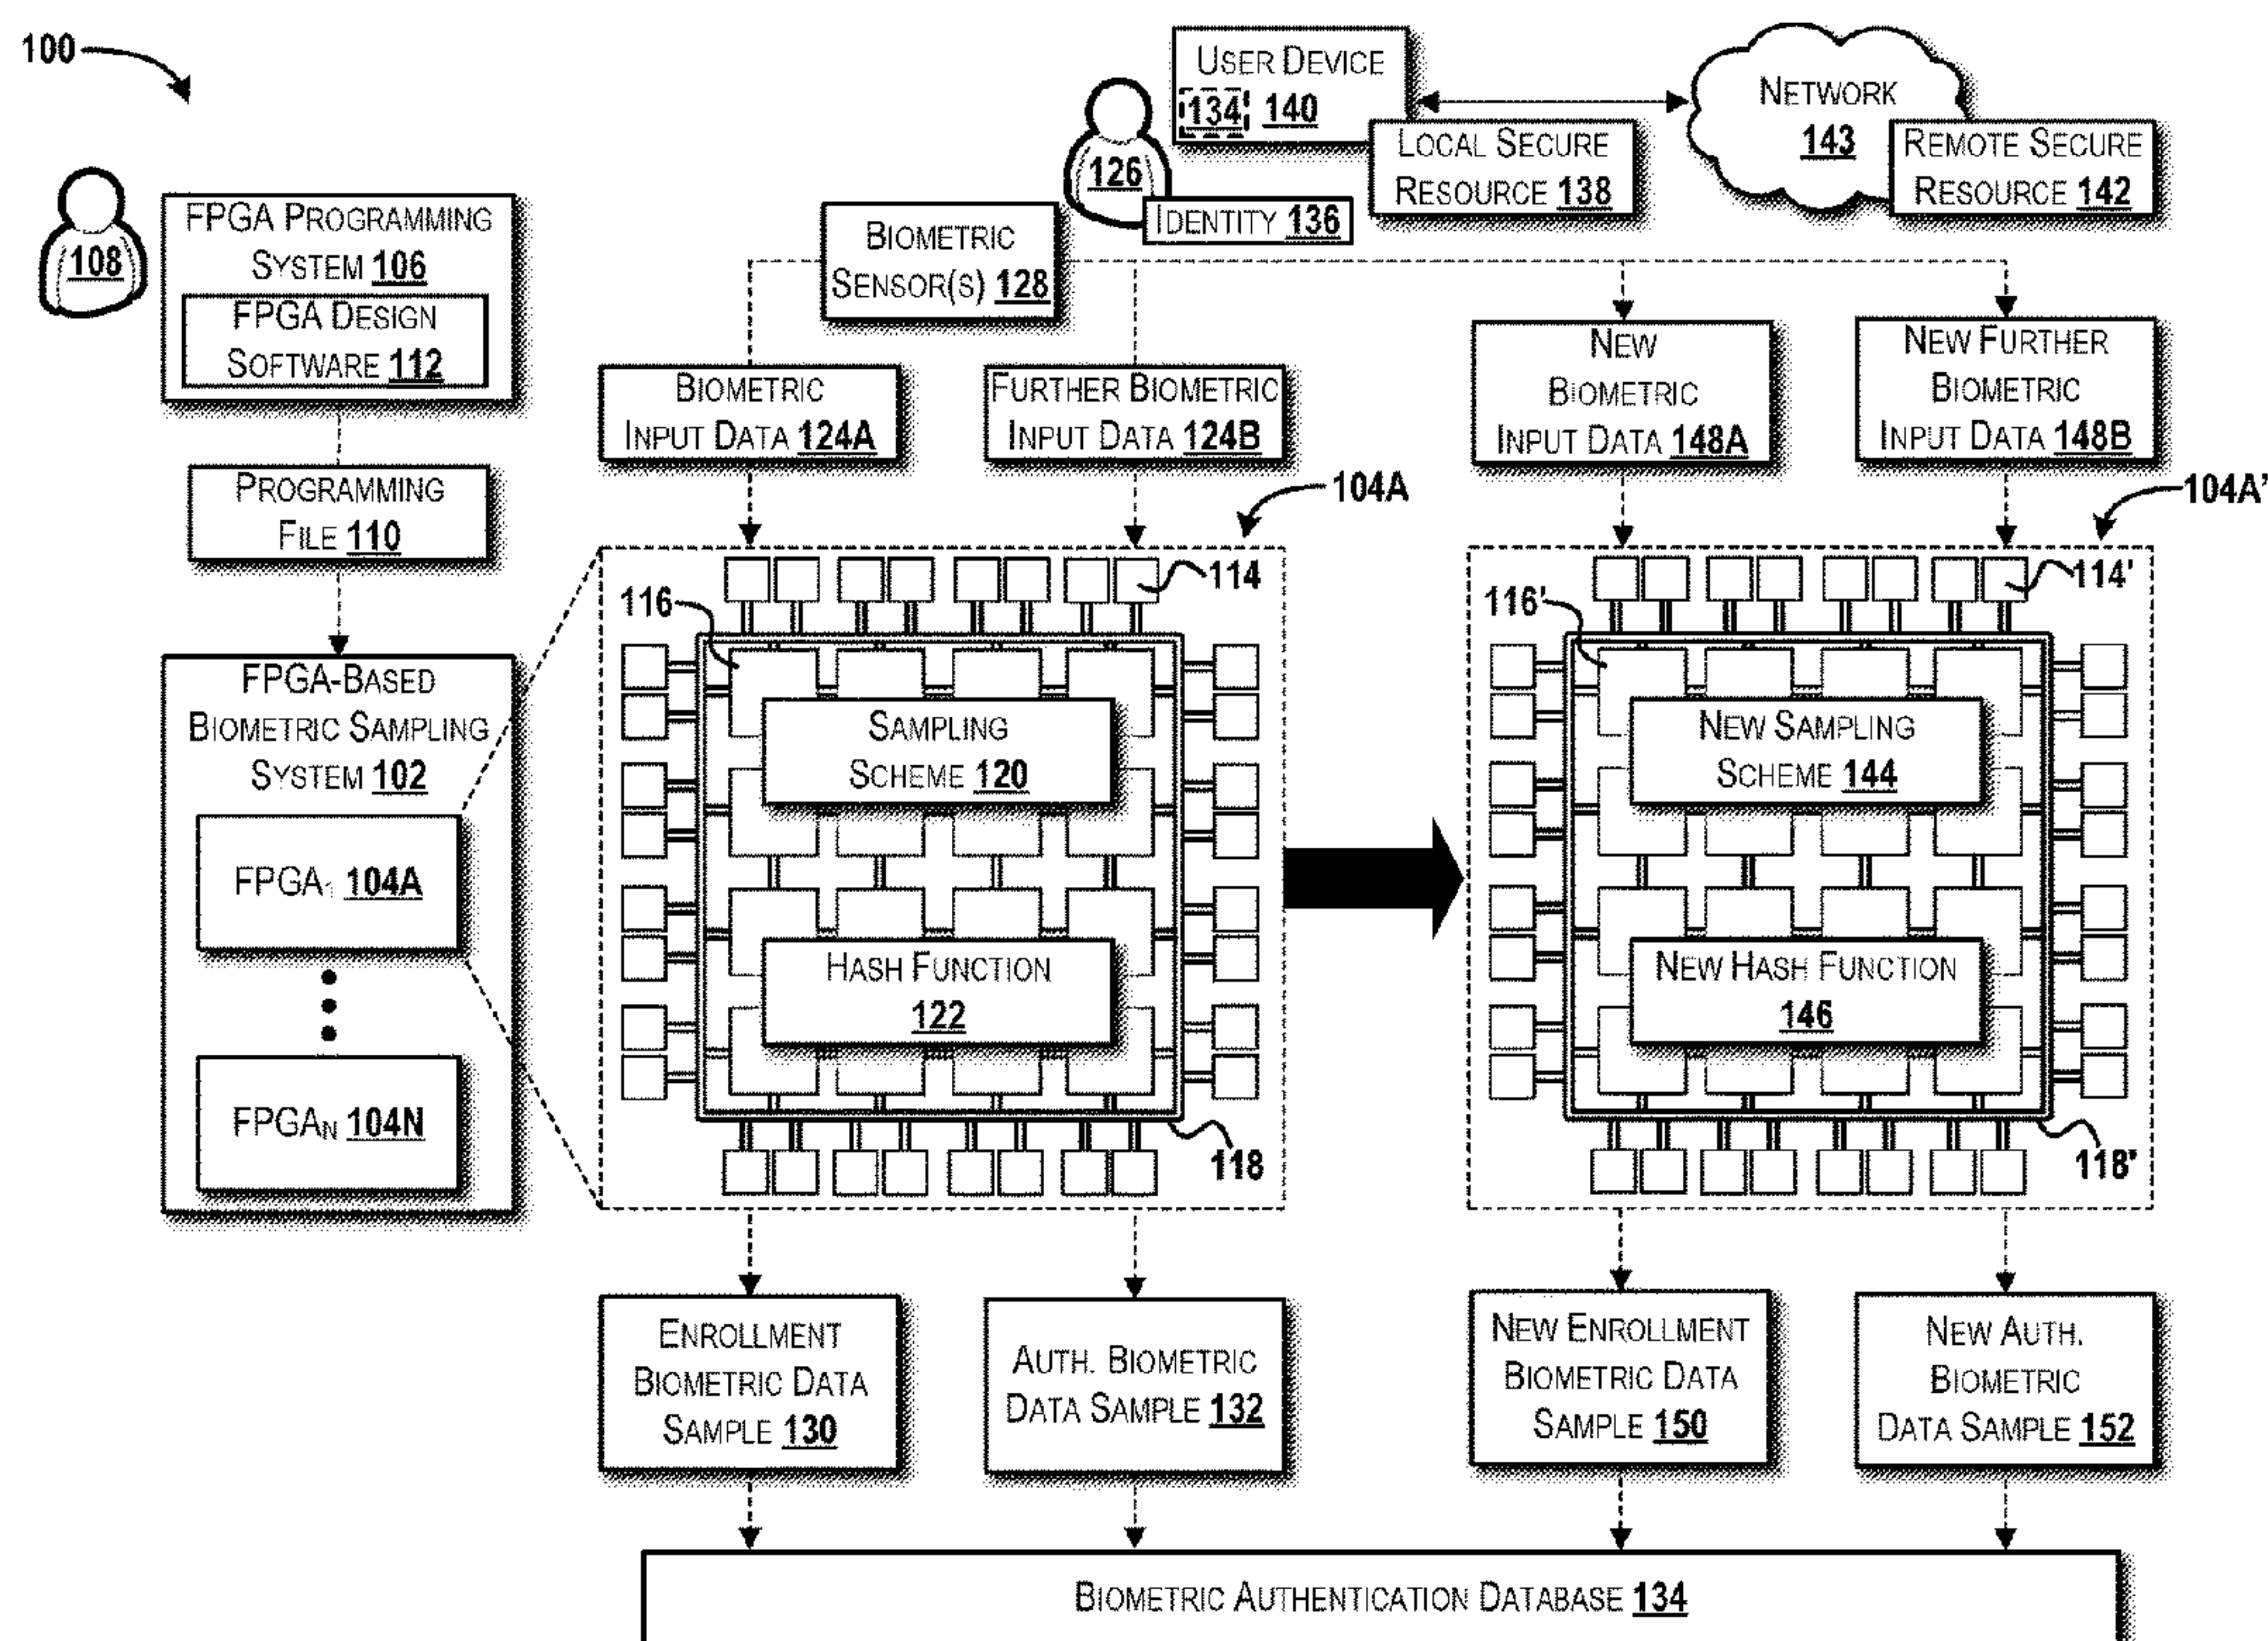 100
108
FPGA PROGRAMMING
SYSTEM 106
FPGA DESIGN
SOFTWARE 112
PROGRAMMING
FILE 110
FPGA-BASED
BIOMETRIC SAMPLING
SYSTEM 102
FPGA1 104A
FPGAN 104N
USER DEVICE
134 140
126
IDENTITY 136
LOCAL SECURE
RESOURCE 138
NETWORK
143
REMOTE SECURE
RESOURCE 142
BIOMETRIC
SENSOR(S) 128
BIOMETRIC
INPUT DATA 124A
FURTHER BIOMETRIC
INPUT DATA 124B
NEW
BIOMETRIC
INPUT DATA 148A
NEW FURTHER
BIOMETRIC
INPUT DATA 148B
104A
114
116
SAMPLING
SCHEME 120
HASH FUNCTION
122
118
104A'
114'
116'
NEW SAMPLING
SCHEME 144
NEW HASH FUNCTION
146
118'
ENROLLMENT
BIOMETRIC DATA
SAMPLE 130
AUTH. BIOMETRIC
DATA SAMPLE 132
NEW ENROLLMENT
BIOMETRIC DATA
SAMPLE 150
NEW AUTH.
BIOMETRIC
DATA SAMPLE 152
BIOMETRIC AUTHENTICATION DATABASE 134